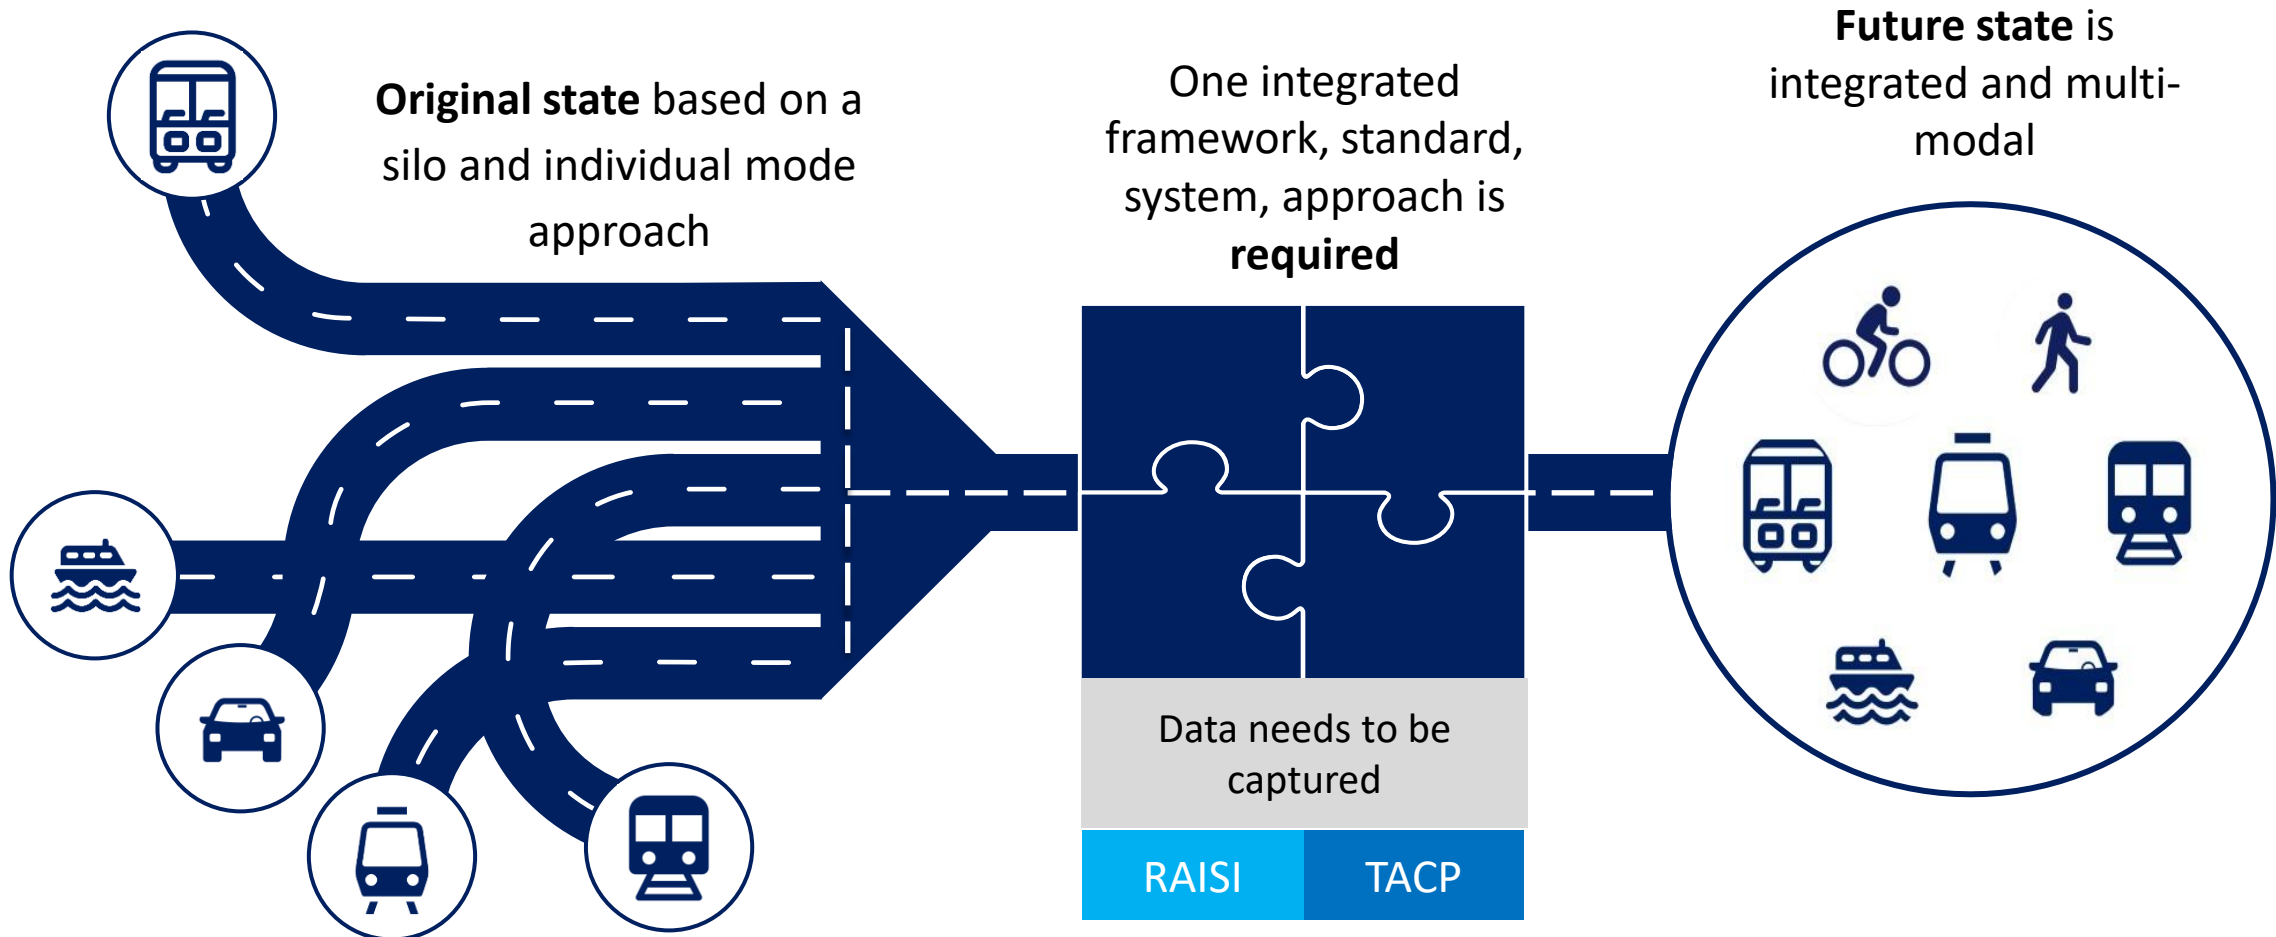 Original state based on a
silo and individual mode
approach
One integrated
framework, standard,
system, approach is
required
Future state is
integrated and multi-
modal
Data needs to be
captured
RAISI
TACP